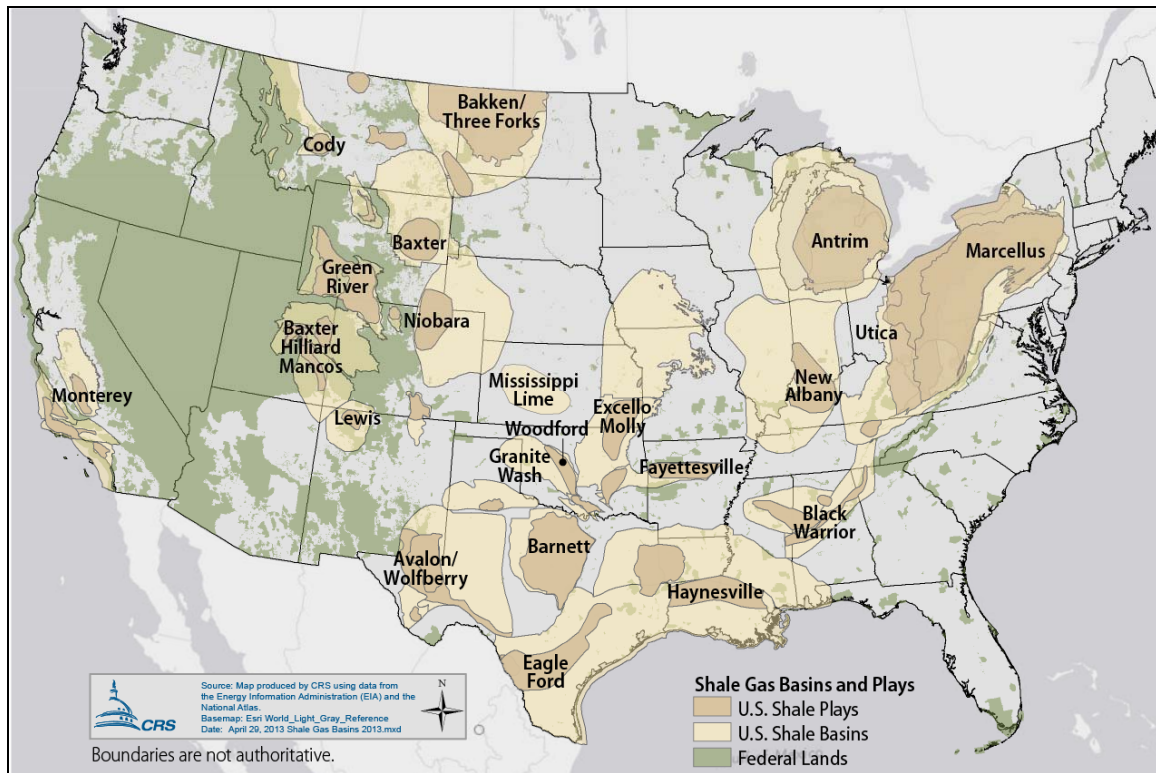 Bakken/
Three Forks
Cody
Baxter
Antrim
Marcellus
Green
River
Niobara
Baxter
Hilliard
Mancos
Utica
Monterey
Mississippi
Lime
New
Albany
Lewis
Excello
Molly
Woodford
Granite
Wash
Fayettesville
Black
Warrior
Barnett
Avalon/
Wolfberry
Haynesville
Eagle
Ford
Shale Gas Basins and Plays
U.S. Shale Plays
U.S. Shale Basins
Federal Lands
CRS
Source: Map produced by CRS using data from
the Energy Information Administration (EIA) and the
National Atlas.
Basemap: Esri World_Light_Gray_Reference
Date: April 29, 2013 Shale Gas Basins 2013.mxd
N
Boundaries are not authoritative.